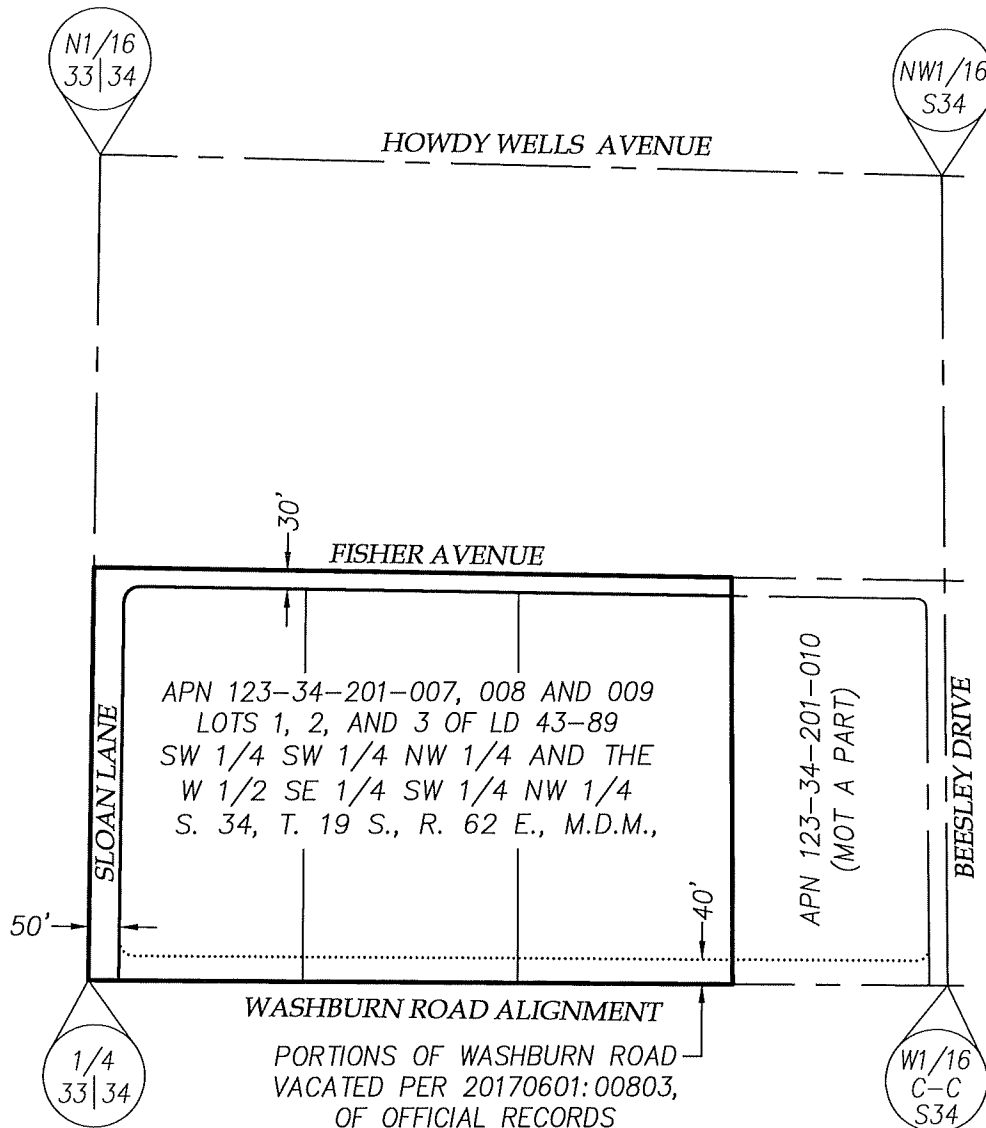 N1/16
33|34
NW1/16
S34
HOWDY WELLS AVENUE
30'
FISHER AVENUE
APN 123-34-201-007, 008 AND 009
LOTS 1, 2, AND 3 OF LD 43-89
SW 1/4 SW 1/4 NW 1/4 AND THE
W 1/2 SE 1/4 SW 1/4 NW 1/4
S. 34, T. 19 S., R. 62 E., M.D.M.,
SLOAN LANE
APN 123-34-201-010
(MOT A PART)
BEESLEY DRIVE
50'
40'
WASHBURN ROAD ALIGNMENT
1/4
33|34
PORTIONS OF WASHBURN ROAD
VACATED PER 20170601:00803,
OF OFFICIAL RECORDS
W1/16
C-C
S34